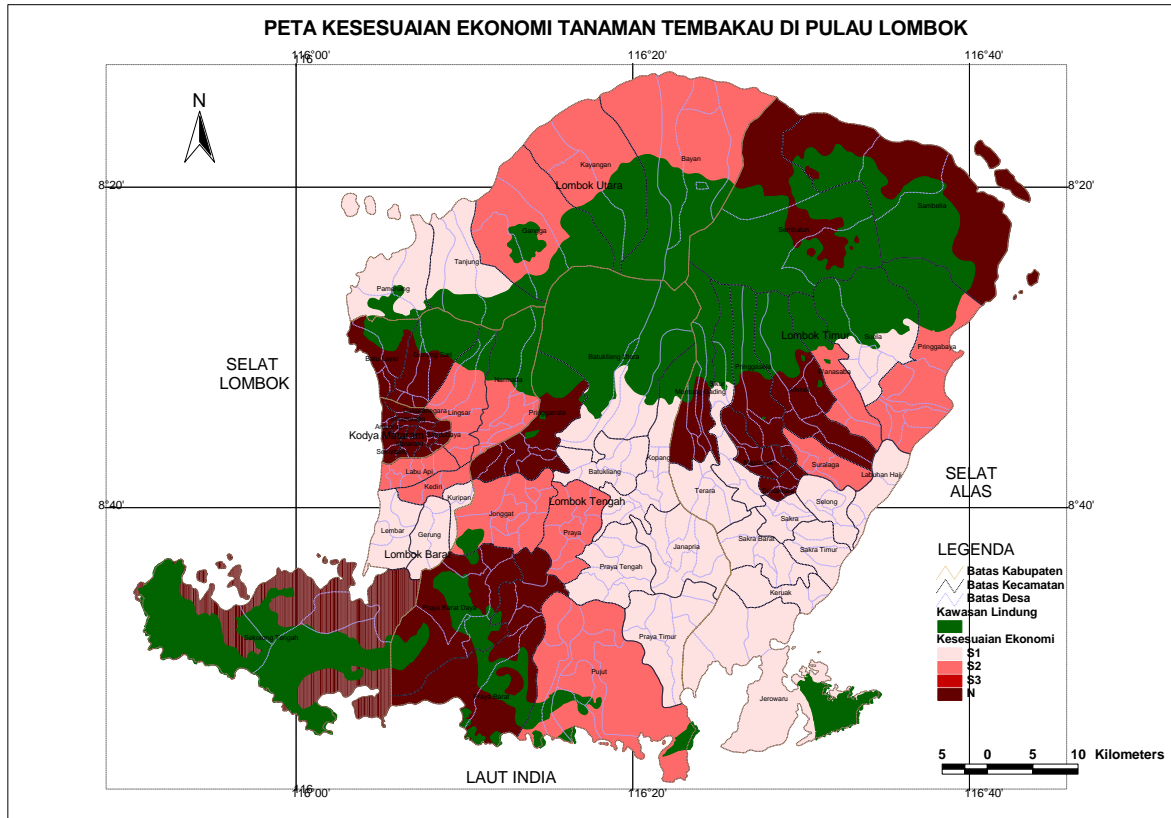 PETA KESESUAIAN EKONOMI TANAMAN TEMBAKAU DI PULAU LOMBOK
116°00' 116°20' 116°40'
N
8°20' 8°20'
Bayan
Kayangan
Lombok Utara
Sambelia
Gangga
Tanjung
Pamenang
Lombok Timur
SELAT
LOMBOK
Pringgabaya
Batukliang Utara
Wanasaba
Lingsar
Kodya
Labu Api
Kediri
Kuripan
Batukliang
Kopang
Suralaga
Labuhan Haji
SELAT
ALAS
8°40' 8°40'
Terara
Selong
Lombok Tengah
Jonggat
Praya
Sakra
Lembar
Gerung
Lombok Barat
Janapria
Sakra Barat
Sakra Timur
Praya Tengah
Keruak
Praya Timur
Pujut
Jerowaru
LEGENDA
Batas Kabupaten
Batas Kecamatan
Batas Desa
Kawasan Lindung
Kesesuaian Ekonomi
S1
S2
S3
N
5 0 5 10 Kilometers
LAUT INDIA
116°00' 116°20' 116°40'